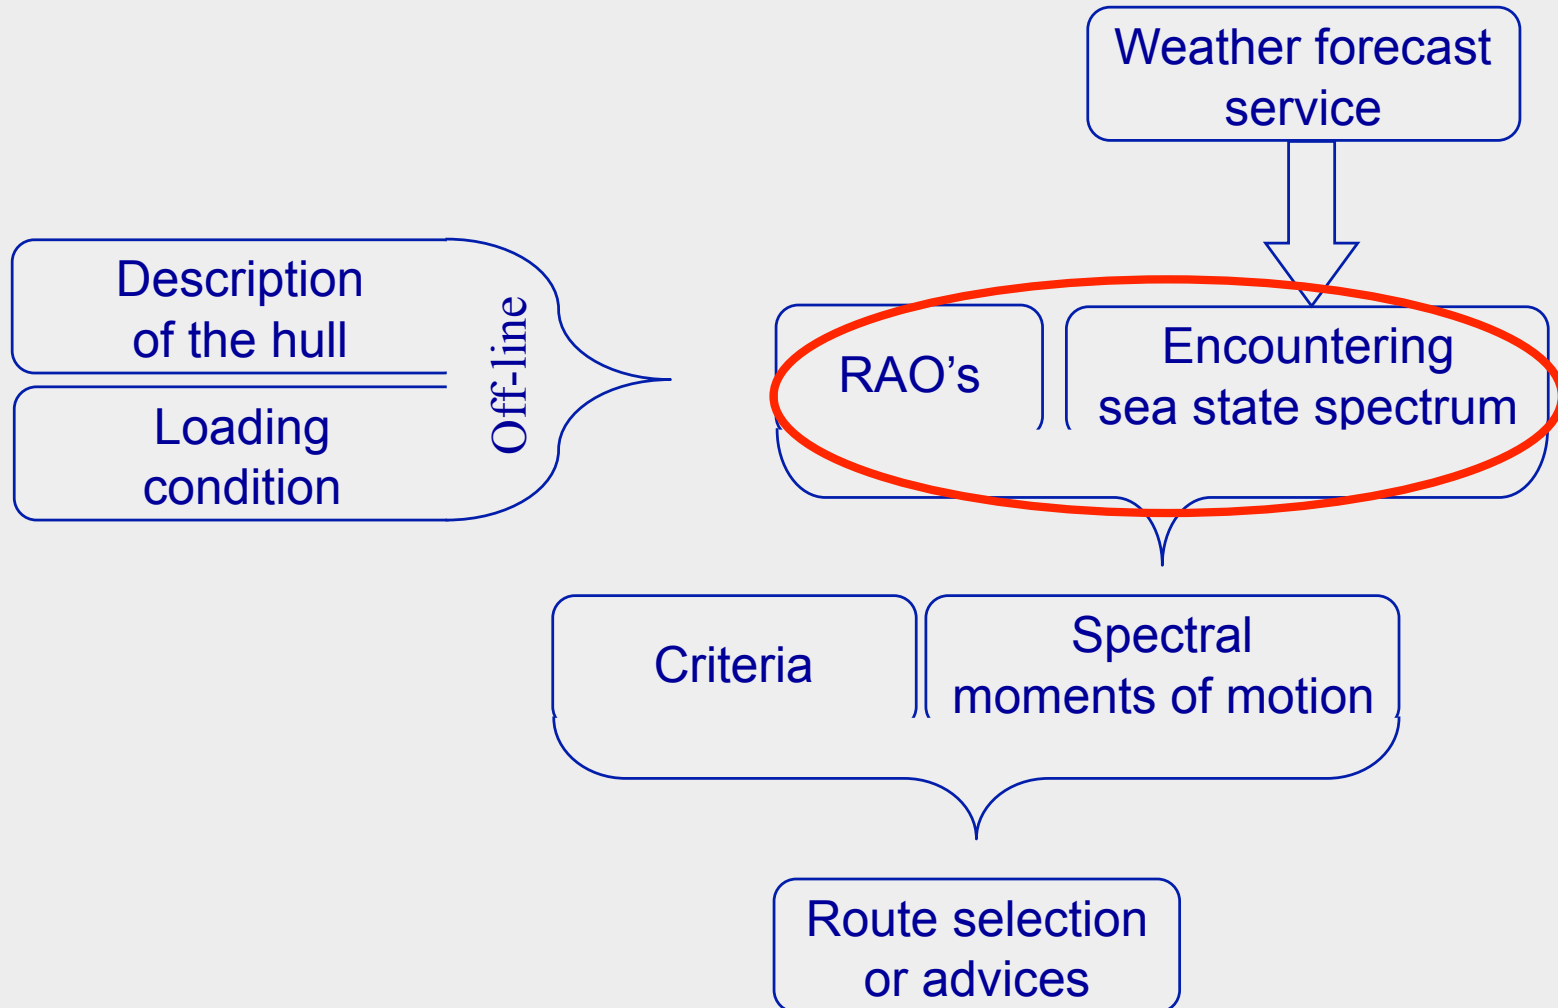 Weather forecast
service
Description
of the hull
Loading
condition
Off-line
RAO’s
Encountering
sea state spectrum
Criteria
Spectral
moments of motion
Route selection
or advices